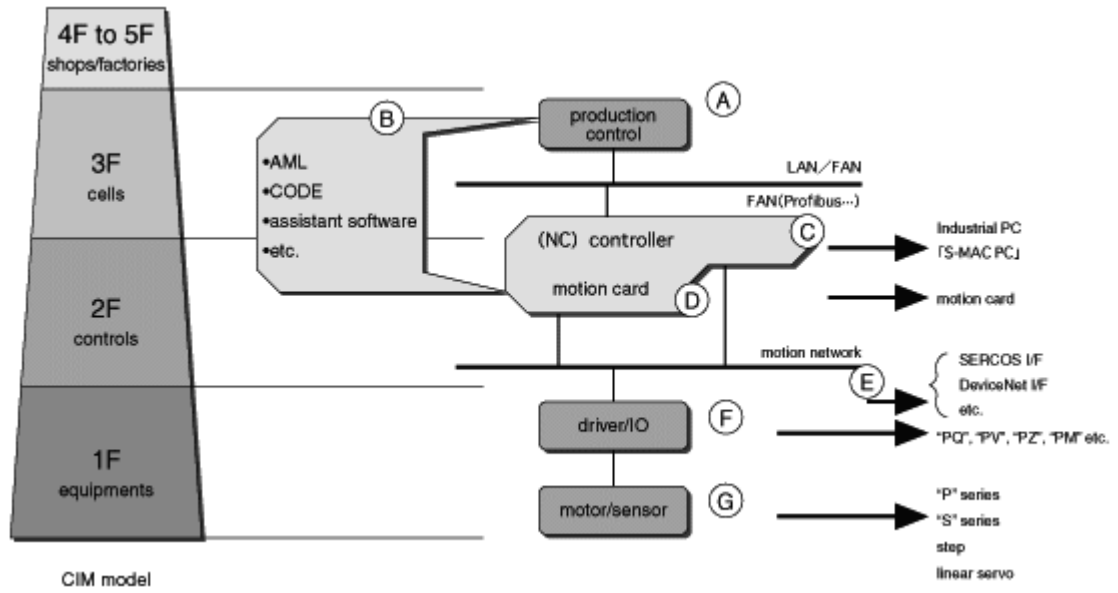 4F to 5F
shops/factories
3F
cells
2F
controls
1F
equipments
CIM model
B
•AML
•CODE
•assistant software
•etc.
production
control
A
LAN/FAN
FAN(Profibus…)
(NC) controller
C
motion card
D
Industrial PC
「S-MAC PC」
motion card
motion network
E
SERCOS I/F
DeviceNet I/F
etc.
driver/IO
F
"PQ", "PV", "PZ", "PM" etc.
motor/sensor
G
"P" series
"S" series
step
linear servo